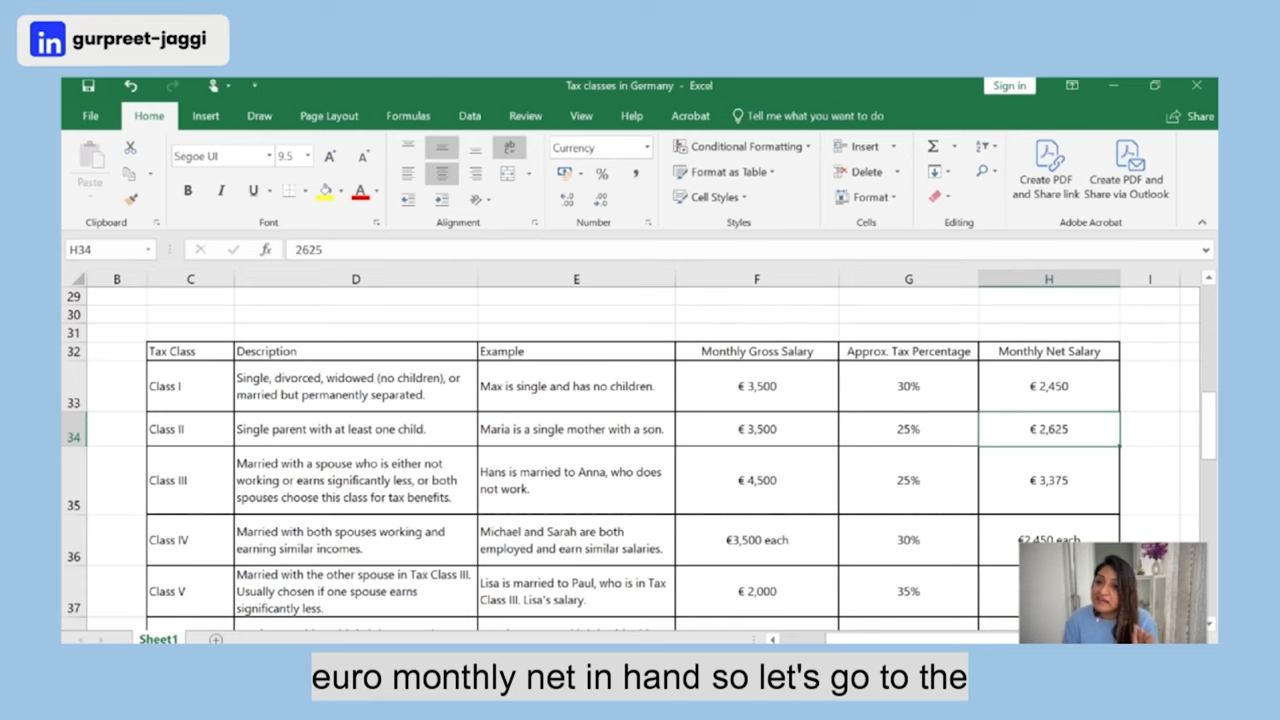 in gurpreet-jaggi
Tax classes in Germany - Excel
Sign in
File Home Insert Draw Page Layout Formulas Data Review View Help Acrobat Tell me what you want to do Share
Paste
Clipboard
Segoe UI 9.5
B I U
Font
Alignment
Currency
Number
Conditional Formatting
Format as Table
Cell Styles
Styles
Insert
Delete
Format
Cells
Editing
Create PDF and Share link
Create PDF and Share via Outlook
Adobe Acrobat
H34 fx 2625
B C D E F G H I
29
30
31
32 Tax Class Description Example Monthly Gross Salary Approx. Tax Percentage Monthly Net Salary
33 Class I Single, divorced, widowed (no children), or married but permanently separated. Max is single and has no children. € 3,500 30% € 2,450
34 Class II Single parent with at least one child. Maria is a single mother with a son. € 3,500 25% € 2,625
35 Class III Married with a spouse who is either not working or earns significantly less, or both spouses choose this class for tax benefits. Hans is married to Anna, who does not work. € 4,500 25% € 3,375
36 Class IV Married with both spouses working and earning similar incomes. Michael and Sarah are both employed and earn similar salaries. €3,500 each 30% €2,450 each
37 Class V Married with the other spouse in Tax Class III. Usually chosen if one spouse earns significantly less. Lisa is married to Paul, who is in Tax Class III. Lisa's salary. € 2,000 35%
Sheet1
euro monthly net in hand so let's go to the